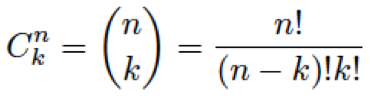 $C_k^n = \binom{n}{k} = \frac{n!}{(n-k)!k!}$